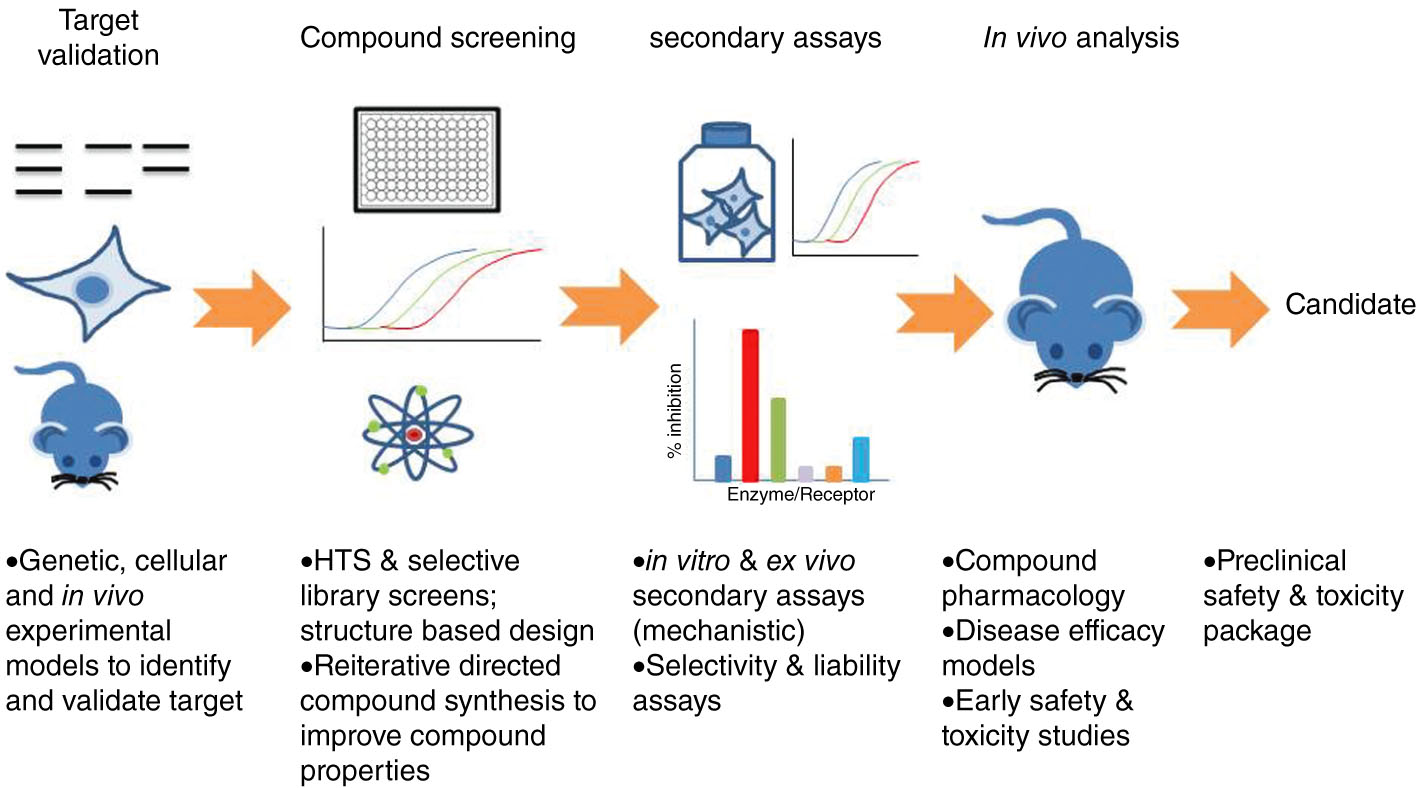 Target
validation
Compound screening
secondary assays
In vivo analysis
Candidate
% inhibition
Enzyme/Receptor
•Genetic, cellular
and in vivo
experimental
models to identify
and validate target
•HTS & selective
library screens;
structure based design
•Reiterative directed
compound synthesis to
improve compound
properties
•in vitro & ex vivo
secondary assays
(mechanistic)
•Selectivity & liability
assays
•Compound
pharmacology
•Disease efficacy
models
•Early safety &
toxicity studies
•Preclinical
safety & toxicity
package